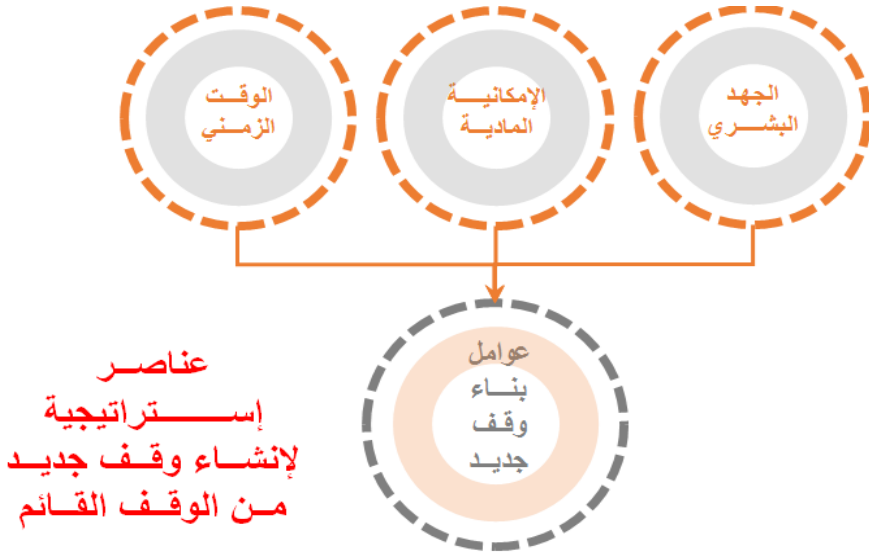 الجهد
البشري
الإمكانية
المادية
الوقت
الزمني
عوامل
بناء
وقف
جديد
عناصر
إستراتيجية
لإنشاء وقف جديد
من الوقف القائم